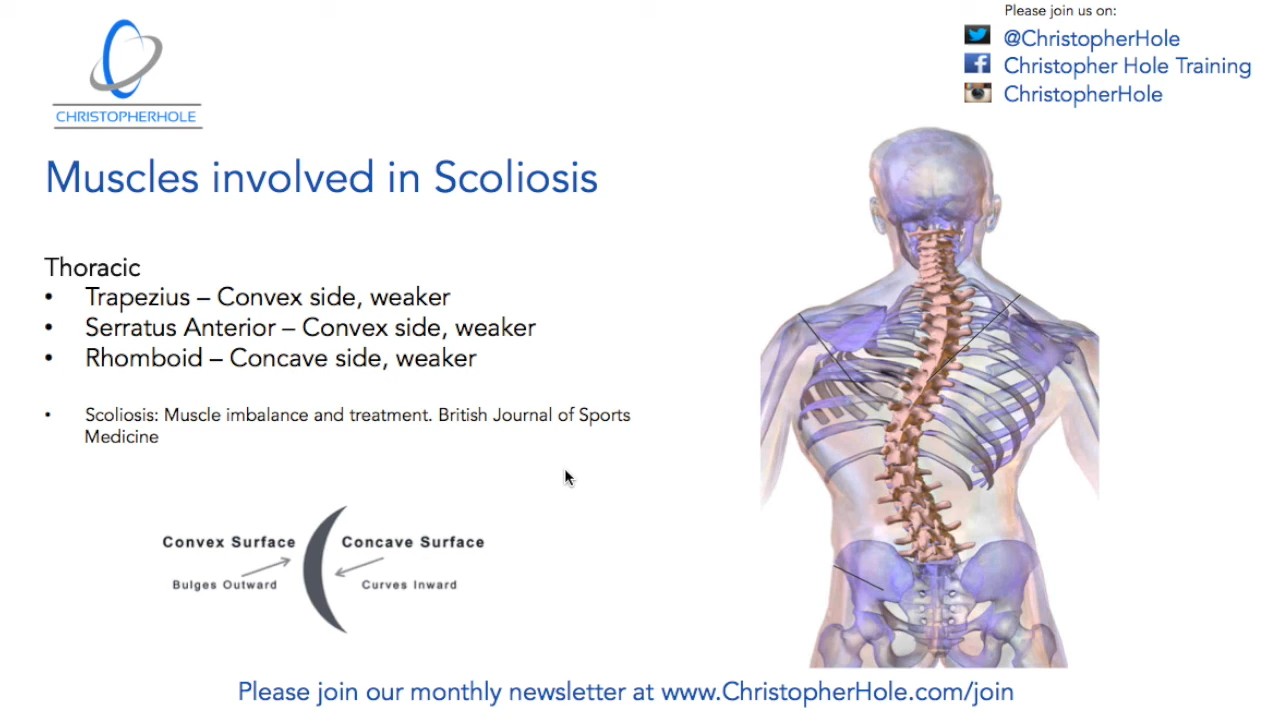 Please join us on:
@ChristopherHole
Christopher Hole Training
ChristopherHole
CHRISTOPHERHOLE
Muscles involved in Scoliosis
Thoracic
• Trapezius – Convex side, weaker
• Serratus Anterior – Convex side, weaker
• Rhomboid – Concave side, weaker
• Scoliosis: Muscle imbalance and treatment. British Journal of Sports
Medicine
Convex Surface
Concave Surface
Bulges Outward
Curves Inward
Please join our monthly newsletter at www.ChristopherHole.com/join